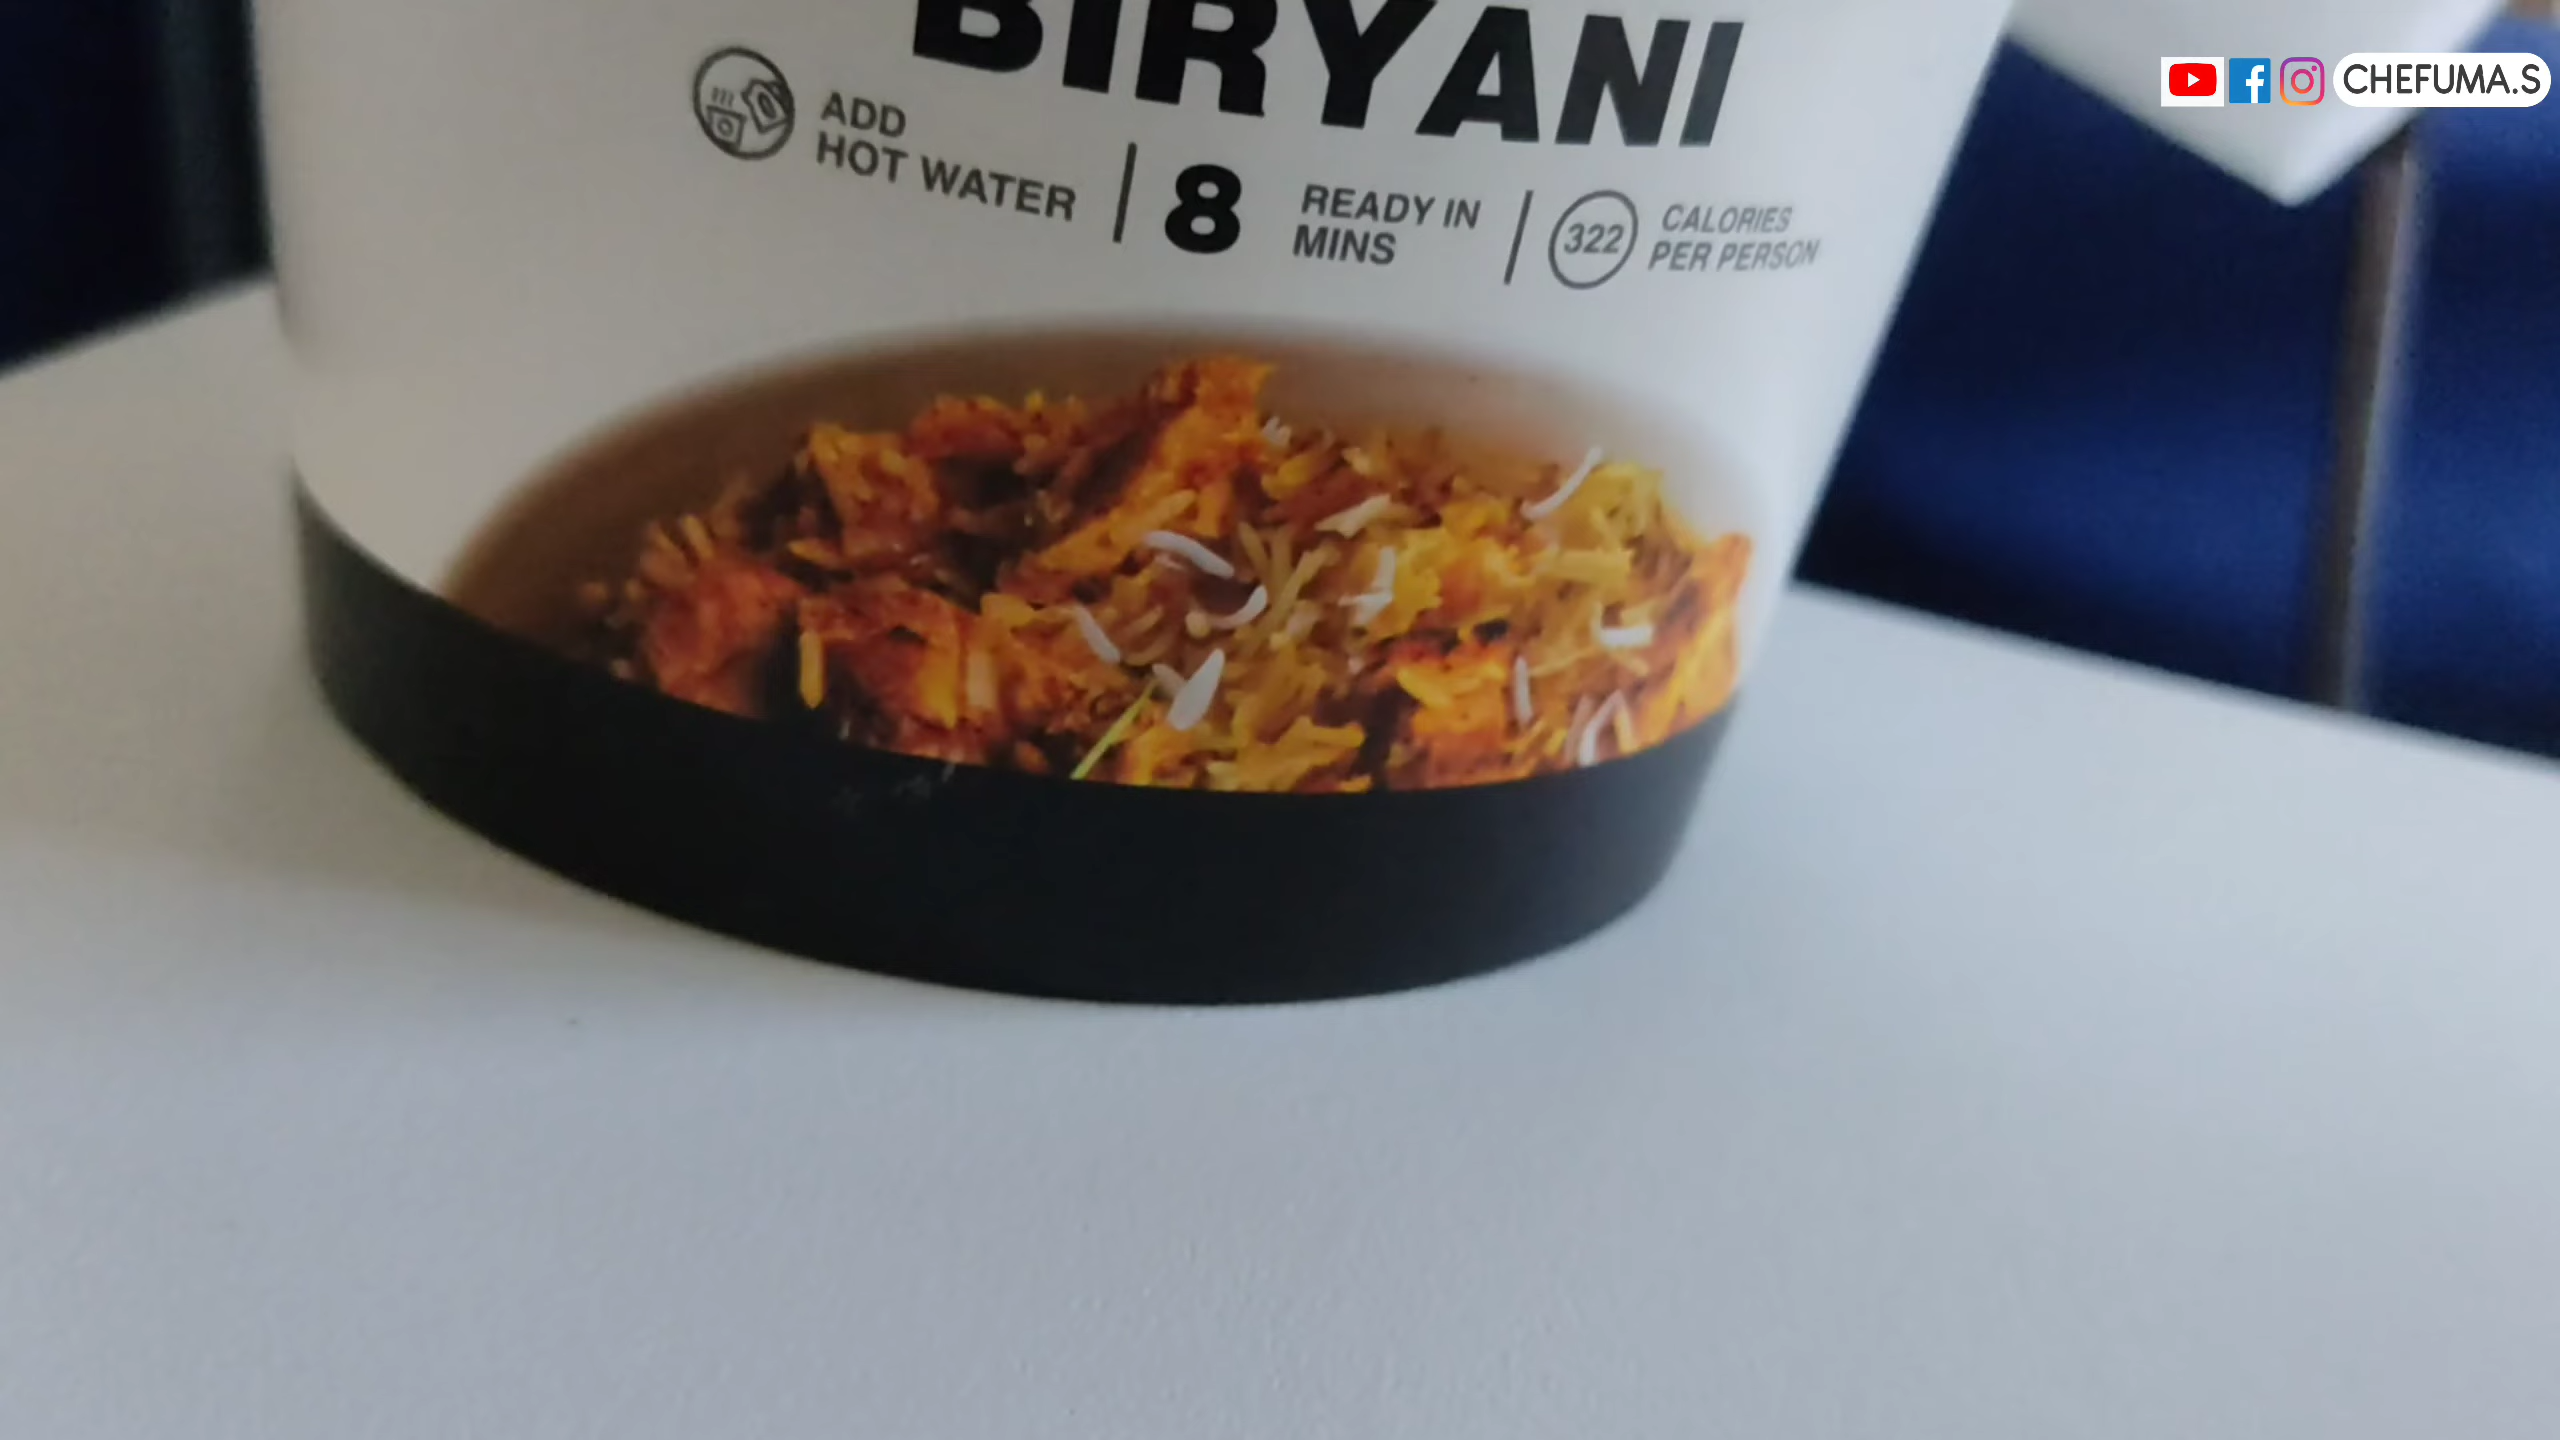 BIRYANI
ADD
HOT WATER
8
READY IN
MINS
322
CALORIES
PER PERSON
CHEFUMA.S